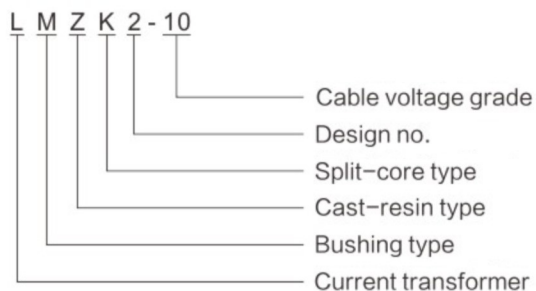 L M Z K 2 - 10
Cable voltage grade
Design no.
Split-core type
Cast-resin type
Bushing type
Current transformer